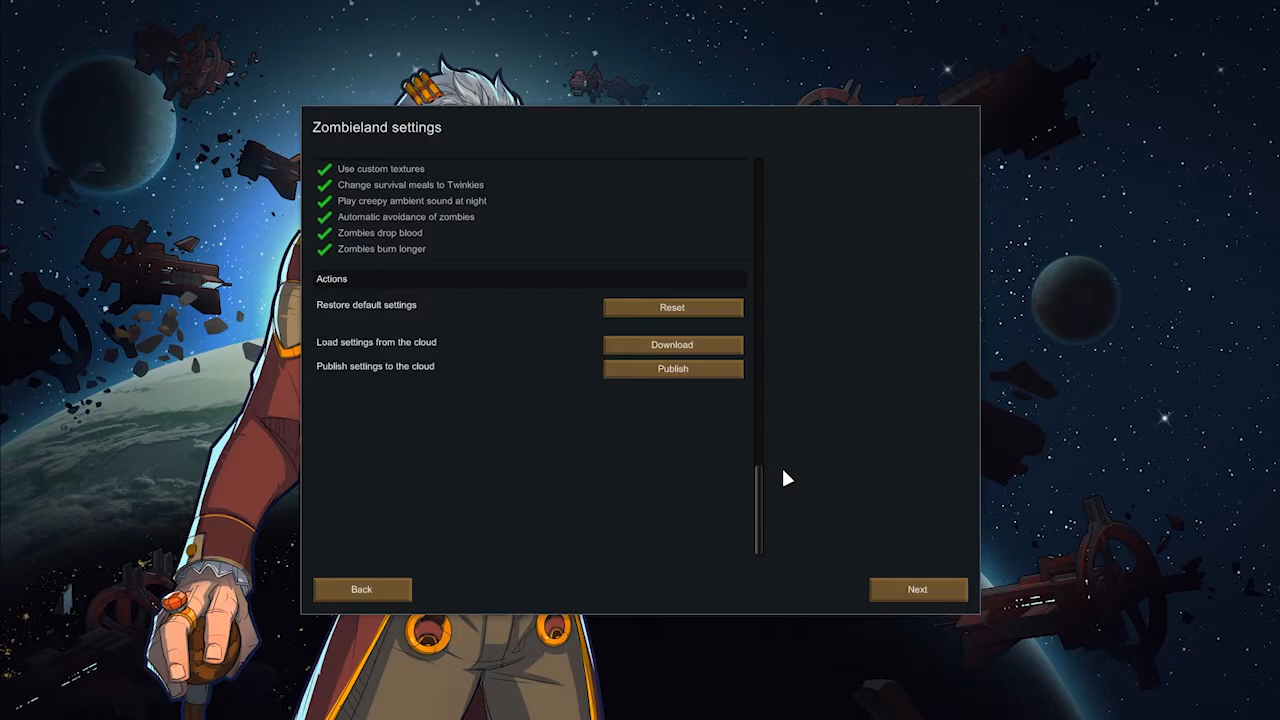 Zombieland settings
Use custom textures
Change survival meals to Twinkies
Play creepy ambient sound at night
Automatic avoidance of zombies
Zombies drop blood
Zombies burn longer
Actions
Restore default settings Reset
Load settings from the cloud Download
Publish settings to the cloud Publish
Back Next